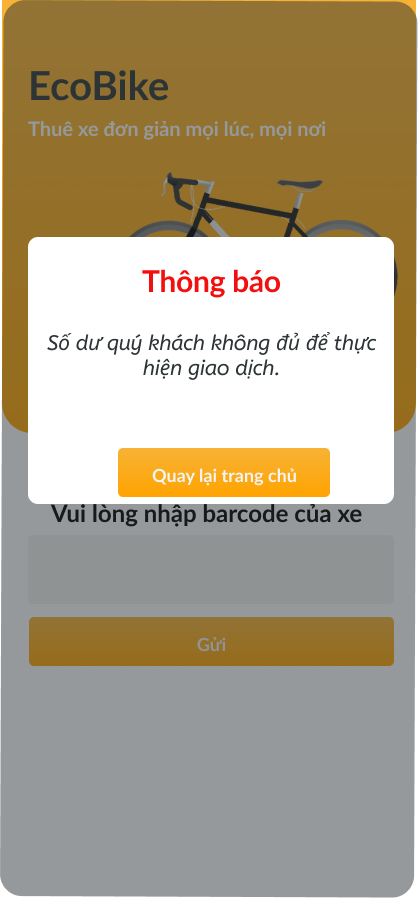 EcoBike
Thuê xe đơn giản mọi lúc, mọi nơi
Thông báo
Số dư quý khách không đủ để thực
hiện giao dịch.
Quay lại trang chủ
Vui lòng nhập barcode của xe
Gửi